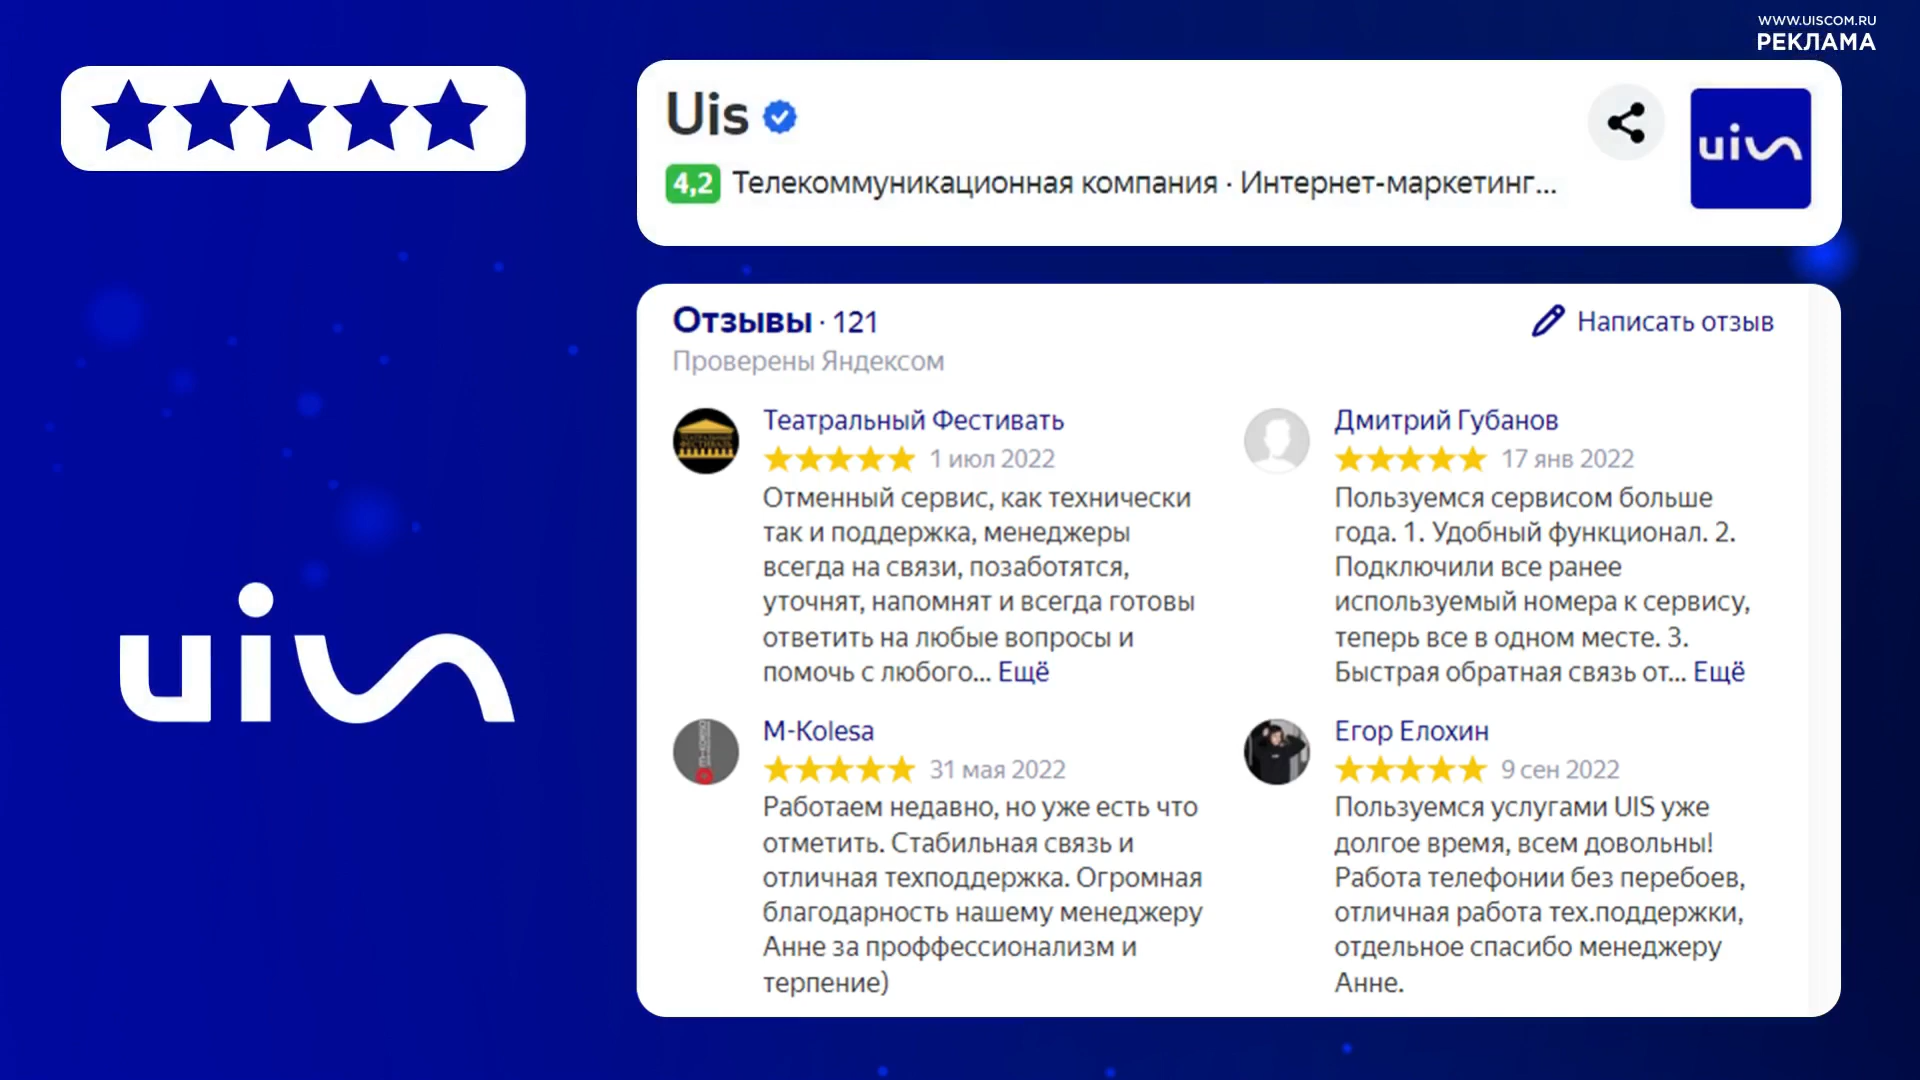 WWW.UISCOM.RU
РЕКЛАМА
Uis
4,2 Телекоммуникационная компания · Интернет-маркетинг...
uis
Отзывы · 121
Написать отзыв
Проверены Яндексом
Театральный Фестивать
1 июл 2022
Отменный сервис, как технически
так и поддержка, менеджеры
всегда на связи, позаботятся,
уточнят, напомнят и всегда готовы
ответить на любые вопросы и
помочь с любого... Ещё
Дмитрий Губанов
17 янв 2022
Пользуемся сервисом больше
года. 1. Удобный функционал. 2.
Подключили все ранее
используемый номера к сервису,
теперь все в одном месте. 3.
Быстрая обратная связь от... Ещё
M-Kolesa
31 мая 2022
Работаем недавно, но уже есть что
отметить. Стабильная связь и
отличная техподдержка. Огромная
благодарность нашему менеджеру
Анне за проффессионализм и
терпение)
Егор Елохин
9 сен 2022
Пользуемся услугами UIS уже
долгое время, всем довольны!
Работа телефонии без перебоев,
отличная работа тех.поддержки,
отдельное спасибо менеджеру
Анне.
uis